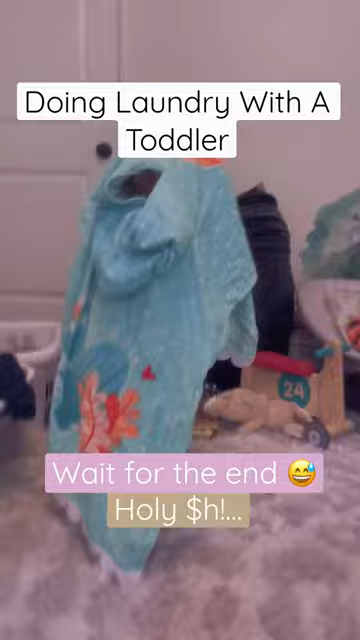 Doing Laundry With A
Toddler
24
Wait for the end 😅
Holy $h!...